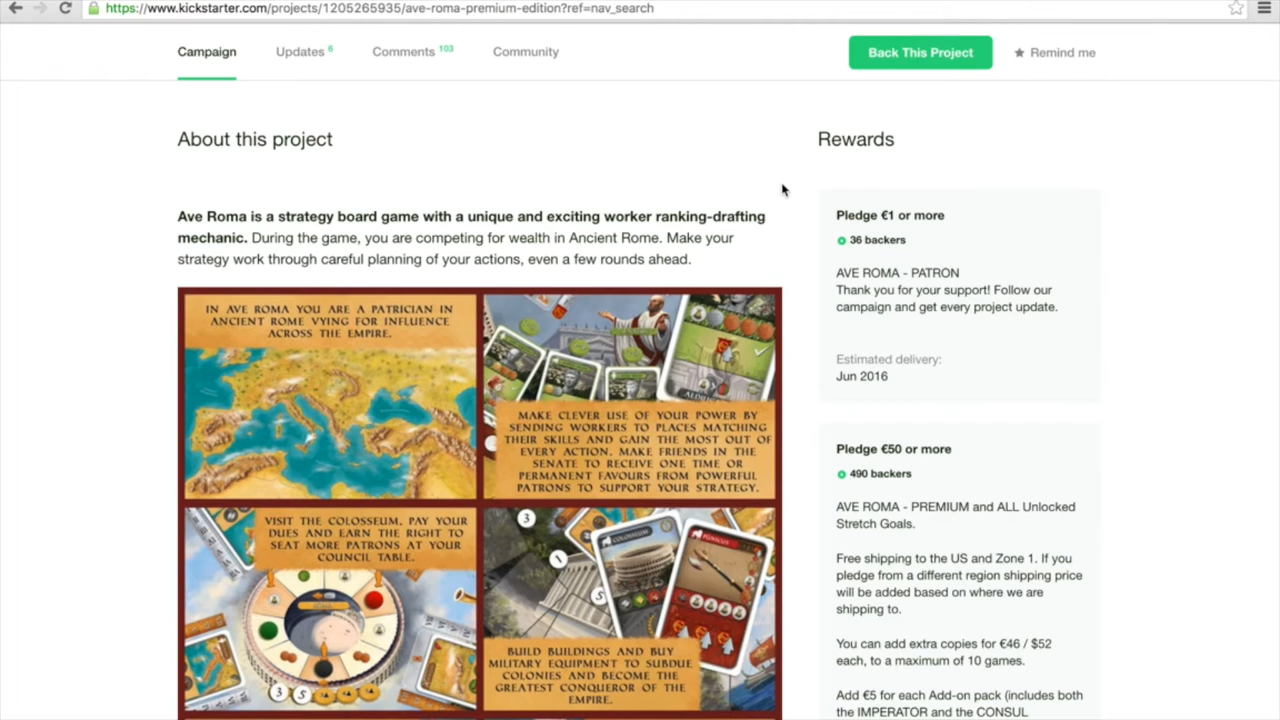 https://www.kickstarter.com/projects/1205265935/ave-roma-premium-edition?ref=nav_search
Campaign
Updates 6
Comments 103
Community
Back This Project
Remind me
About this project
Ave Roma is a strategy board game with a unique and exciting worker ranking-drafting
mechanic. During the game, you are competing for wealth in Ancient Rome. Make your
strategy work through careful planning of your actions, even a few rounds ahead.
IN AVE ROMA YOU ARE A PATRICIAN IN
ANCIENT ROME VYING FOR INFLUENCE
ACROSS THE EMPIRE.
MAKE CLEVER USE OF YOUR POWER BY
SENDING WORKERS TO PLACES MATCHING
THEIR SKILLS AND GAIN THE MOST OUT OF
EVERY ACTION. MAKE FRIENDS IN THE
SENATE TO RECEIVE ONE TIME OR
PERMANENT FAVOURS FROM POWERFUL
PATRONS TO SUPPORT YOUR STRATEGY.
VISIT THE COLOSSEUM, PAY YOUR
DUES AND EARN THE RIGHT TO
SEAT MORE PATRONS AT YOUR
COUNCIL TABLE.
3 5
3
1
5
COLOSSEUM
BUILD BUILDINGS AND BUY
MILITARY EQUIPMENT TO SUBDUE
COLONIES AND BECOME THE
GREATEST CONQUEROR OF THE
EMPIRE.
Rewards
Pledge €1 or more
36 backers
AVE ROMA - PATRON
Thank you for your support! Follow our
campaign and get every project update.
Estimated delivery:
Jun 2016
Pledge €50 or more
490 backers
AVE ROMA - PREMIUM and ALL Unlocked
Stretch Goals.
Free shipping to the US and Zone 1. If you
pledge from a different region shipping price
will be added based on where we are
shipping to.
You can add extra copies for €46 / $52
each, to a maximum of 10 games.
Add €5 for each Add-on pack (includes both
the IMPERATOR and the CONSUL